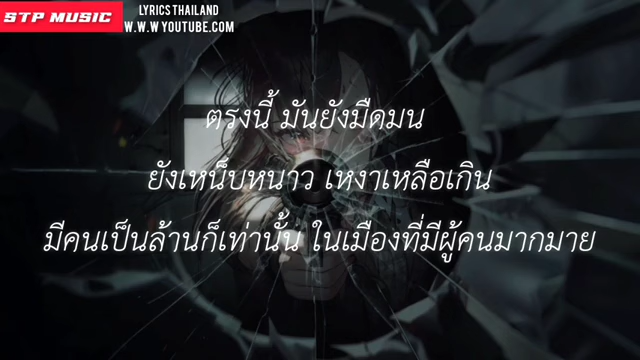 STP MUSIC
LYRICS THAILAND
W.W.W YOUTUBE.COM
ตรงนี้ มันยังมืดมน
ยังเหน็บหนาว เหงาเหลือเกิน
มีคนเป็นล้านก็เท่านั้น ในเมืองที่มีผู้คนมากมาย